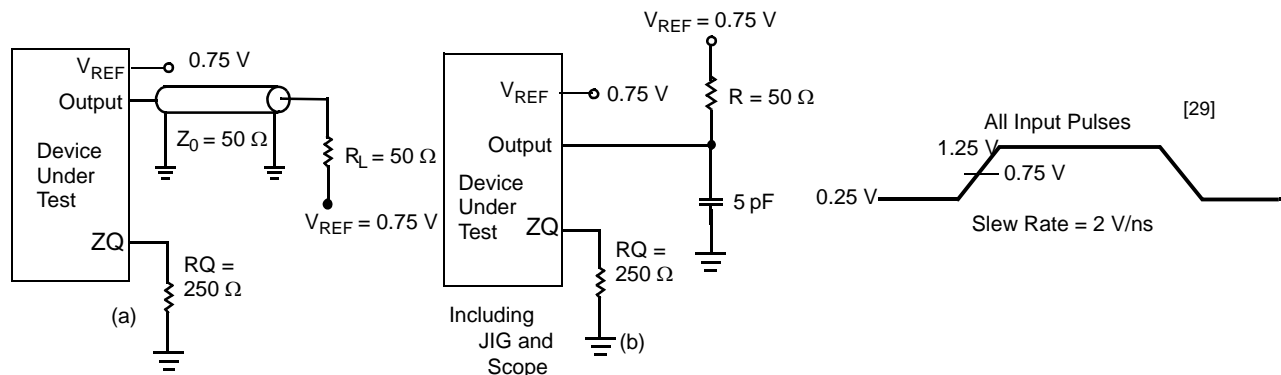 V_REF
0.75 V
Output
Z_0 = 50 Ω
Device
Under
Test
R_L = 50 Ω
V_REF = 0.75 V
ZQ
RQ =
250 Ω
(a)
V_REF = 0.75 V
R = 50 Ω
V_REF
0.75 V
Output
Device
Under
Test
5 pF
ZQ
RQ =
250 Ω
Including
JIG and
Scope
(b)
[29]
All Input Pulses
1.25 V
0.75 V
0.25 V
Slew Rate = 2 V/ns